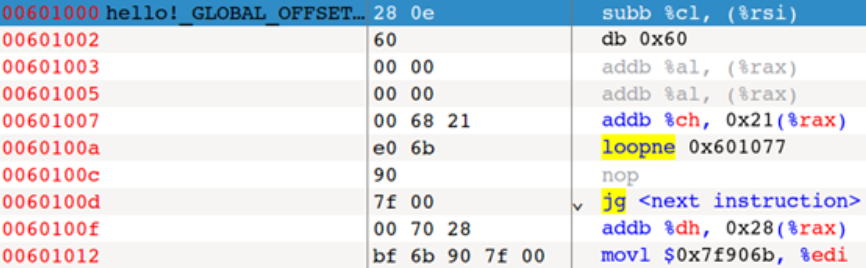 00601000 hello!_GLOBAL_OFFSET… 28 0e subb %cl, (%rsi)
00601002 60 db 0x60
00601003 00 00 addb %al, (%rax)
00601005 00 00 addb %al, (%rax)
00601007 00 68 21 addb %ch, 0x21(%rax)
0060100a e0 6b loopne 0x601077
0060100c 90 nop
0060100d 7f 00 jg <next instruction>
0060100f 00 70 28 addb %dh, 0x28(%rax)
00601012 bf 6b 90 7f 00 movl $0x7f906b, %edi